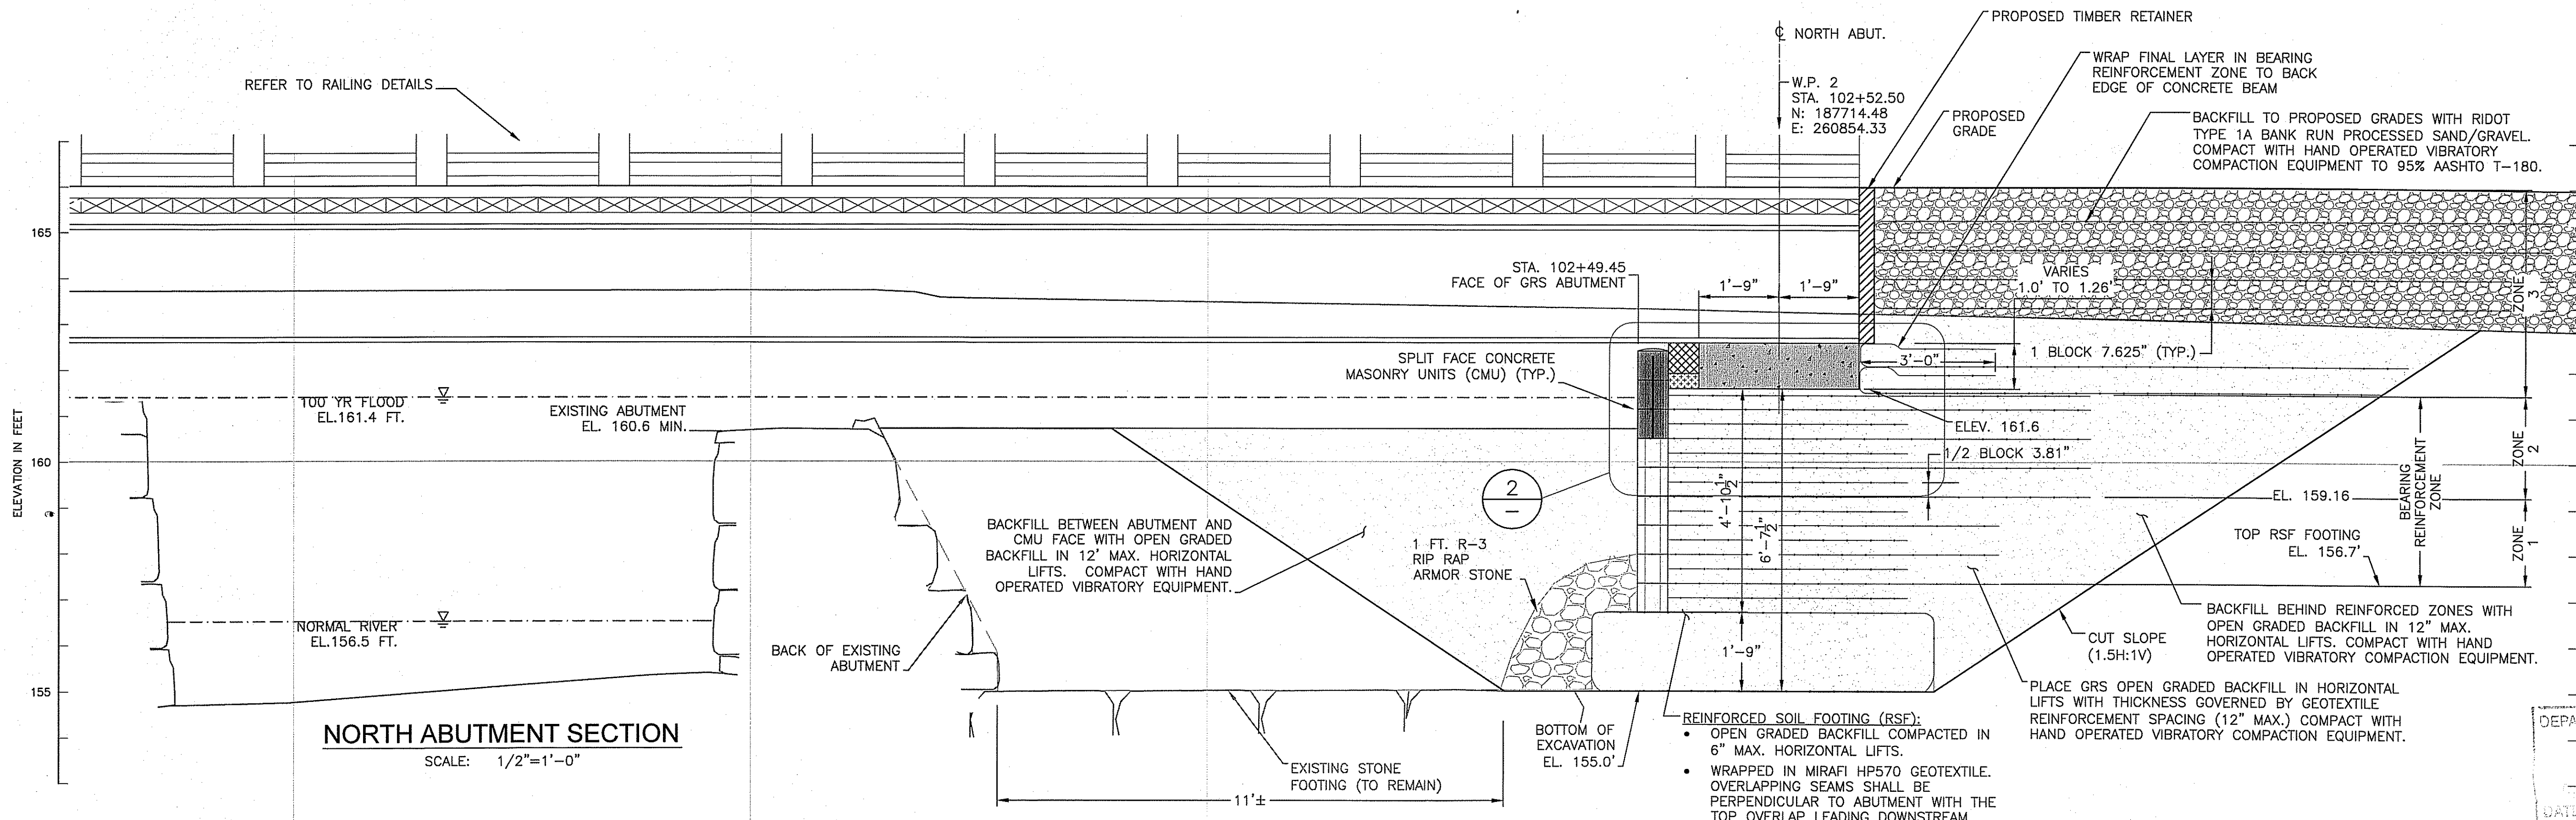 PROPOSED TIMBER RETAINER
℄ NORTH ABUT.
WRAP FINAL LAYER IN BEARING
REINFORCEMENT ZONE TO BACK
EDGE OF CONCRETE BEAM
REFER TO RAILING DETAILS
W.P. 2
STA. 102+52.50
N: 187714.48
E: 260854.33
PROPOSED
GRADE
BACKFILL TO PROPOSED GRADES WITH RIDOT
TYPE 1A BANK RUN PROCESSED SAND/GRAVEL.
COMPACT WITH HAND OPERATED VIBRATORY
COMPACTION EQUIPMENT TO 95% AASHTO T-180.
165
STA. 102+49.45
FACE OF GRS ABUTMENT
1'-9"
1'-9"
VARIES
1.0' TO 1.26'
ZONE
3
SPLIT FACE CONCRETE
MASONRY UNITS (CMU) (TYP.)
3'-0"
1 BLOCK 7.625" (TYP.)
100 YR FLOOD
EL.161.4 FT.
EXISTING ABUTMENT
EL. 160.6 MIN.
ELEV. 161.6
1/2 BLOCK 3.81"
ELEVATION IN FEET
160
2
–
4'-10 1/2"
6'-7 1/2"
EL. 159.16
BEARING
REINFORCEMENT
ZONE
ZONE
2
ZONE
1
BACKFILL BETWEEN ABUTMENT AND
CMU FACE WITH OPEN GRADED
BACKFILL IN 12' MAX. HORIZONTAL
LIFTS. COMPACT WITH HAND
OPERATED VIBRATORY EQUIPMENT.
1 FT. R-3
RIP RAP
ARMOR STONE
TOP RSF FOOTING
EL. 156.7'
NORMAL RIVER
EL.156.5 FT.
BACK OF EXISTING
ABUTMENT
1'-9"
CUT SLOPE
(1.5H:1V)
BACKFILL BEHIND REINFORCED ZONES WITH
OPEN GRADED BACKFILL IN 12" MAX.
HORIZONTAL LIFTS. COMPACT WITH HAND
OPERATED VIBRATORY COMPACTION EQUIPMENT.
155
PLACE GRS OPEN GRADED BACKFILL IN HORIZONTAL
LIFTS WITH THICKNESS GOVERNED BY GEOTEXTILE
REINFORCEMENT SPACING (12" MAX.) COMPACT WITH
HAND OPERATED VIBRATORY COMPACTION EQUIPMENT.
NORTH ABUTMENT SECTION
SCALE: 1/2"=1'-0"
BOTTOM OF
EXCAVATION
EL. 155.0'
EXISTING STONE
FOOTING (TO REMAIN)
11'±
REINFORCED SOIL FOOTING (RSF):
• OPEN GRADED BACKFILL COMPACTED IN
6" MAX. HORIZONTAL LIFTS.
• WRAPPED IN MIRAFI HP570 GEOTEXTILE.
OVERLAPPING SEAMS SHALL BE
PERPENDICULAR TO ABUTMENT WITH THE
TOP OVERLAP LEADING DOWNSTREAM